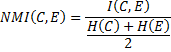 NMI(C,E) = I(C,E) / ((H(C) + H(E)) / 2)